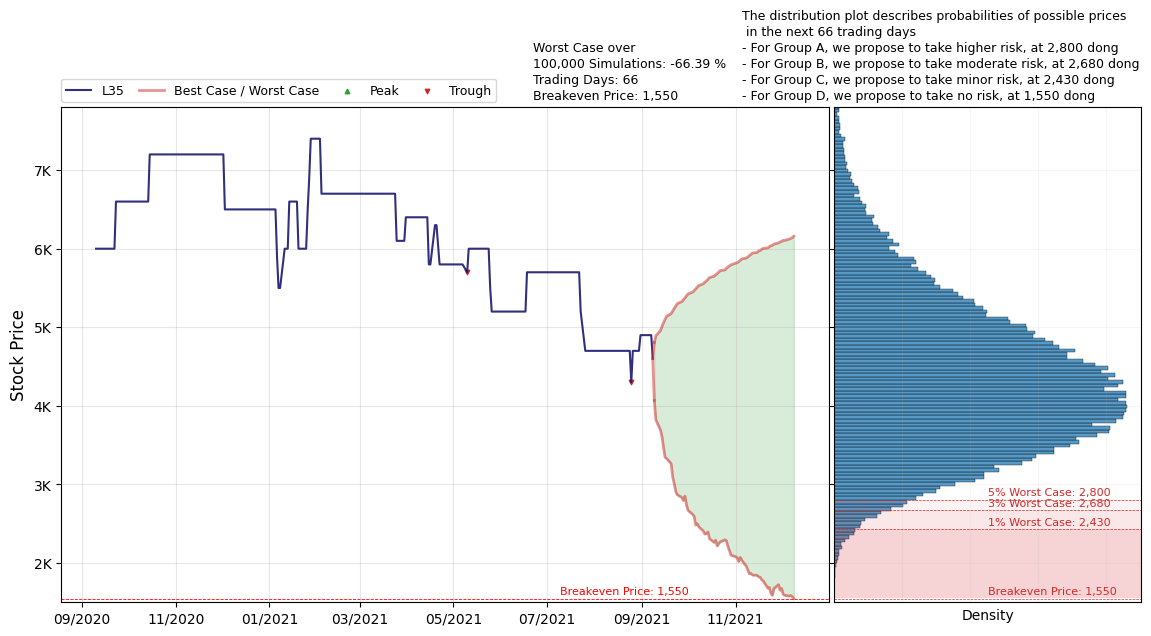 The distribution plot describes probabilities of possible prices
in the next 66 trading days
- For Group A, we propose to take higher risk, at 2,800 dong
- For Group B, we propose to take moderate risk, at 2,680 dong
- For Group C, we propose to take minor risk, at 2,430 dong
- For Group D, we propose to take no risk, at 1,550 dong
Worst Case over
100,000 Simulations: -66.39 %
Trading Days: 66
Breakeven Price: 1,550
L35
Best Case / Worst Case
Peak
Trough
Stock Price
7K
6K
5K
4K
3K
2K
Breakeven Price: 1,550
09/2020
11/2020
01/2021
03/2021
05/2021
07/2021
09/2021
11/2021
5% Worst Case: 2,800
3% Worst Case: 2,680
1% Worst Case: 2,430
Breakeven Price: 1,550
Density